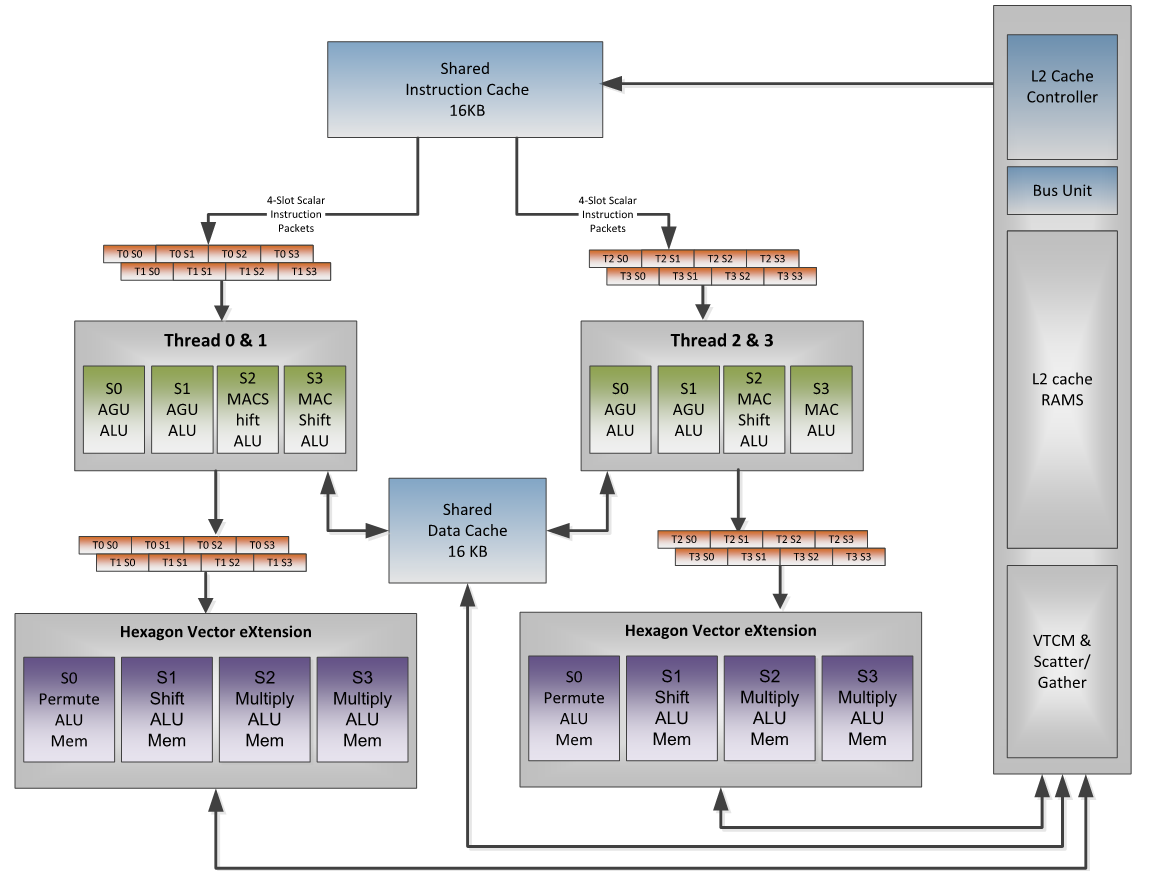 Shared
Instruction Cache
16KB
L2 Cache
Controller
Bus Unit
L2 cache
RAMS
VTCM &
Scatter/
Gather
4-Slot Scalar
Instruction
Packets
4-Slot Scalar
Instruction
Packets
T0 S0 T0 S1 T0 S2 T0 S3
T1 S0 T1 S1 T1 S2 T1 S3
T2 S0 T2 S1 T2 S2 T2 S3
T3 S0 T3 S1 T3 S2 T3 S3
Thread 0 & 1
S0
AGU
ALU
S1
AGU
ALU
S2
MACS
hift
ALU
S3
MAC
Shift
ALU
Thread 2 & 3
S0
AGU
ALU
S1
AGU
ALU
S2
MAC
Shift
ALU
S3
MAC
ALU
Shared
Data Cache
16 KB
T0 S0 T0 S1 T0 S2 T0 S3
T1 S0 T1 S1 T1 S2 T1 S3
T2 S0 T2 S1 T2 S2 T2 S3
T3 S0 T3 S1 T3 S2 T3 S3
Hexagon Vector eXtension
S0
Permute
ALU
Mem
S1
Shift
ALU
Mem
S2
Multiply
ALU
Mem
S3
Multiply
ALU
Mem
Hexagon Vector eXtension
S0
Permute
ALU
Mem
S1
Shift
ALU
Mem
S2
Multiply
ALU
Mem
S3
Multiply
ALU
Mem